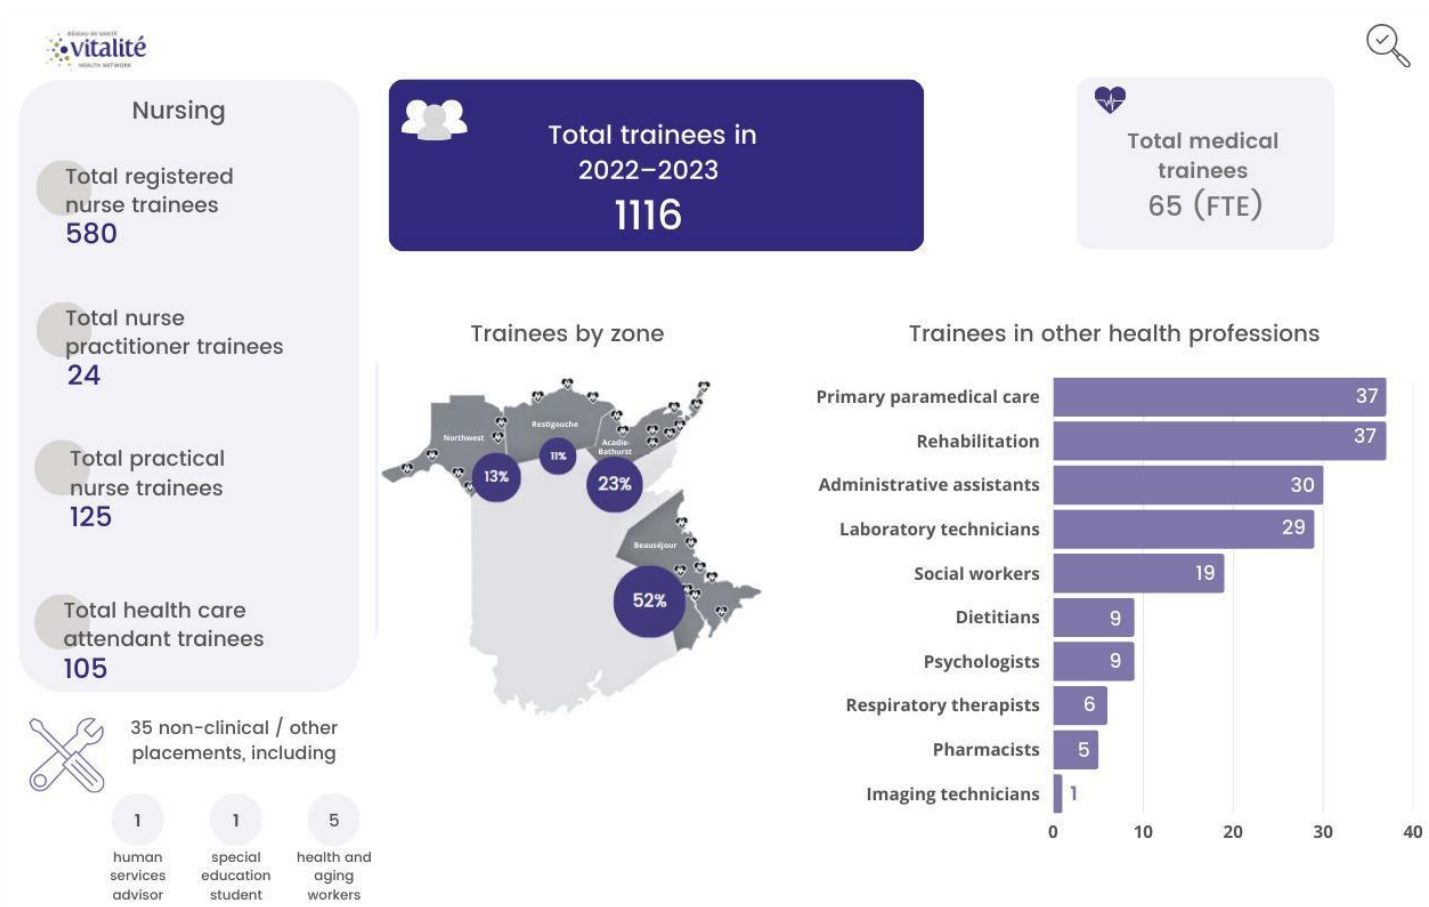 RÉSEAU DE SANTÉ
vitalité
HEALTH NETWORK
Nursing
Total registered
nurse trainees
580
Total nurse
practitioner trainees
24
Total practical
nurse trainees
125
Total health care
attendant trainees
105
35 non-clinical / other
placements, including
1
human
services
advisor
1
special
education
student
5
health and
aging
workers
Total trainees in
2022–2023
1116
Total medical
trainees
65 (FTE)
Trainees by zone
Northwest
13%
Restigouche
11%
Acadie-
Bathurst
23%
Beauséjour
52%
Trainees in other health professions
Primary paramedical care 37
Rehabilitation 37
Administrative assistants 30
Laboratory technicians 29
Social workers 19
Dietitians 9
Psychologists 9
Respiratory therapists 6
Pharmacists 5
Imaging technicians 1
0 10 20 30 40